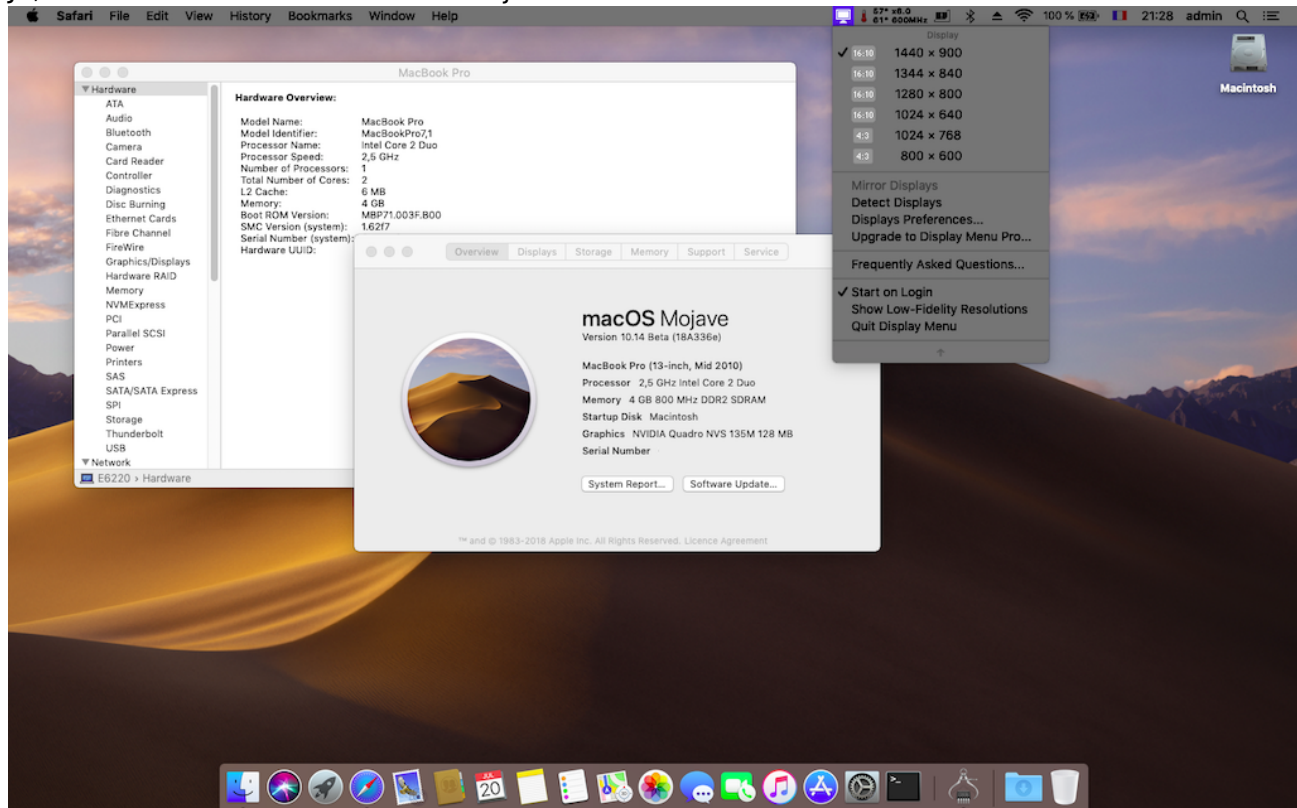 Safari File Edit View History Bookmarks Window Help
67° x6.0
61° 600MHz
100 % 21:28 admin
Display
✓ 16:10 1440 × 900
16:10 1344 × 840
16:10 1280 × 800
16:10 1024 × 640
4:3 1024 × 768
4:3 800 × 600
Mirror Displays
Detect Displays
Displays Preferences...
Upgrade to Display Menu Pro...
Frequently Asked Questions...
✓ Start on Login
Show Low-Fidelity Resolutions
Quit Display Menu
Macintosh
MacBook Pro
Hardware
ATA
Audio
Bluetooth
Camera
Card Reader
Controller
Diagnostics
Disc Burning
Ethernet Cards
Fibre Channel
FireWire
Graphics/Displays
Hardware RAID
Memory
NVMExpress
PCI
Parallel SCSI
Power
Printers
SAS
SATA/SATA Express
SPI
Storage
Thunderbolt
USB
Network
E6220 › Hardware
Hardware Overview:
Model Name: MacBook Pro
Model Identifier: MacBookPro7,1
Processor Name: Intel Core 2 Duo
Processor Speed: 2,5 GHz
Number of Processors: 1
Total Number of Cores: 2
L2 Cache: 6 MB
Memory: 4 GB
Boot ROM Version: MBP71.003F.B00
SMC Version (system): 1.62f7
Serial Number (system):
Hardware UUID:
Overview Displays Storage Memory Support Service
macOS Mojave
Version 10.14 Beta (18A336e)
MacBook Pro (13-inch, Mid 2010)
Processor 2,5 GHz Intel Core 2 Duo
Memory 4 GB 800 MHz DDR2 SDRAM
Startup Disk Macintosh
Graphics NVIDIA Quadro NVS 135M 128 MB
Serial Number
System Report... Software Update...
™ and © 1983-2018 Apple Inc. All Rights Reserved. Licence Agreement
JUL
20